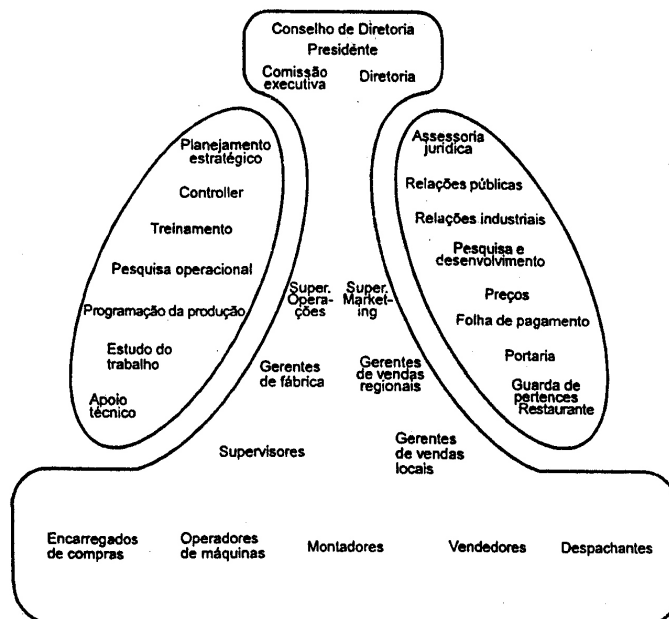 Conselho de Diretoria
Presidénte
Comissão
executiva
Diretoria
Planejamento
estratégico
Controller
Treinamento
Pesquisa operacional
Programação da produção
Estudo do
trabalho
Apoio
técnico
Super.
Opera-
ções
Super.
Market-
ing
Gerentes
de fábrica
Gerentes
de vendas
regionais
Supervisores
Gerentes
de vendas
locais
Assessoria
jurídica
Relações públicas
Relações industriais
Pesquisa e
desenvolvimento
Preços
Folha de pagamento
Portaria
Guarda de
pertences
Restaurante
Encarregados
de compras
Operadores
de máquinas
Montadores
Vendedores
Despachantes